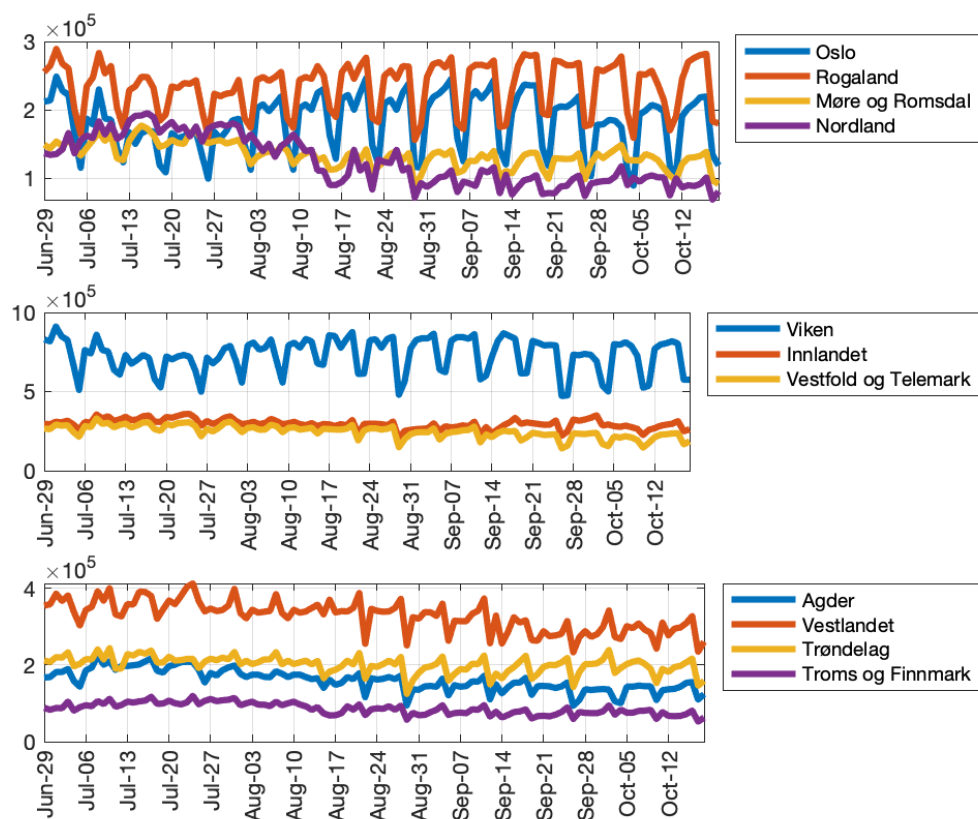 ×10⁵
3
2
1
Jun-29
Jul-06
Jul-13
Jul-20
Jul-27
Aug-03
Aug-10
Aug-17
Aug-24
Aug-31
Sep-07
Sep-14
Sep-21
Sep-28
Oct-05
Oct-12
Oslo
Rogaland
Møre og Romsdal
Nordland
×10⁵
10
5
0
Jun-29
Jul-06
Jul-13
Jul-20
Jul-27
Aug-03
Aug-10
Aug-17
Aug-24
Aug-31
Sep-07
Sep-14
Sep-21
Sep-28
Oct-05
Oct-12
Viken
Innlandet
Vestfold og Telemark
×10⁵
4
2
0
Jun-29
Jul-06
Jul-13
Jul-20
Jul-27
Aug-03
Aug-10
Aug-17
Aug-24
Aug-31
Sep-07
Sep-14
Sep-21
Sep-28
Oct-05
Oct-12
Agder
Vestlandet
Trøndelag
Troms og Finnmark